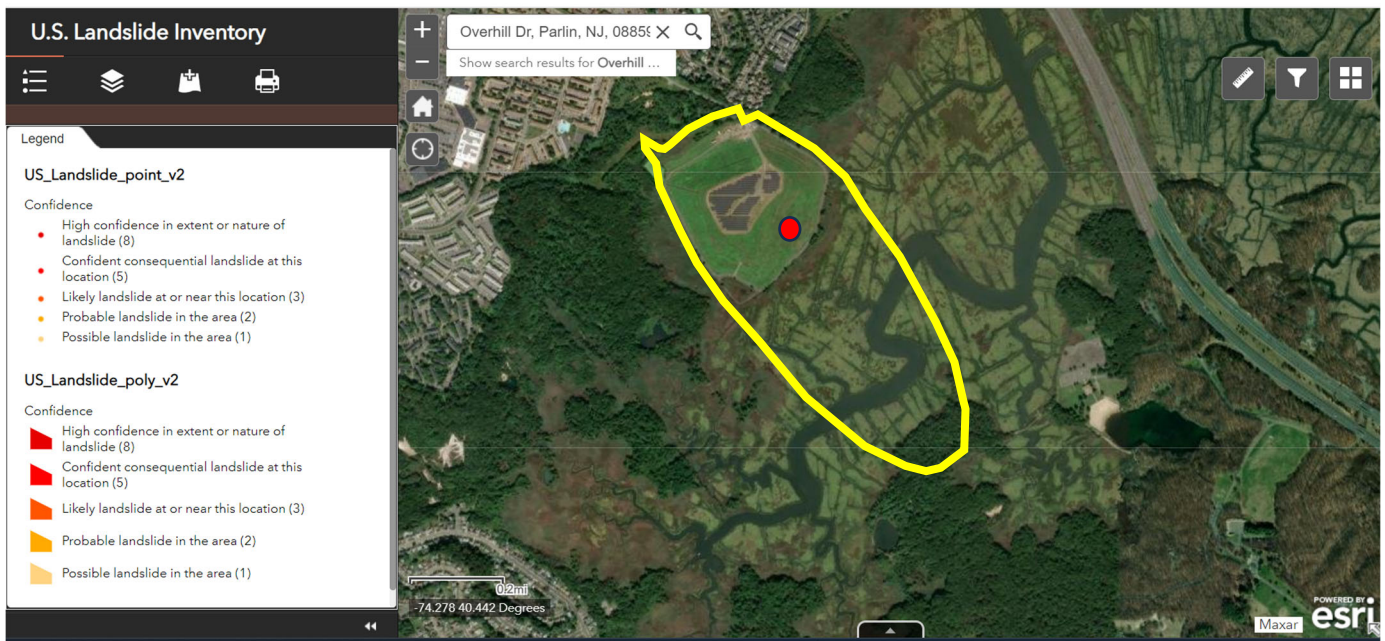 U.S. Landslide Inventory
Legend
US_Landslide_point_v2
Confidence
High confidence in extent or nature of
landslide (8)
Confident consequential landslide at this
location (5)
Likely landslide at or near this location (3)
Probable landslide in the area (2)
Possible landslide in the area (1)
US_Landslide_poly_v2
Confidence
High confidence in extent or nature of
landslide (8)
Confident consequential landslide at this
location (5)
Likely landslide at or near this location (3)
Probable landslide in the area (2)
Possible landslide in the area (1)
+
−
Overhill Dr, Parlin, NJ, 0885
Show search results for Overhill ...
0.2mi
-74.278 40.442 Degrees
Maxar
POWERED BY
esri